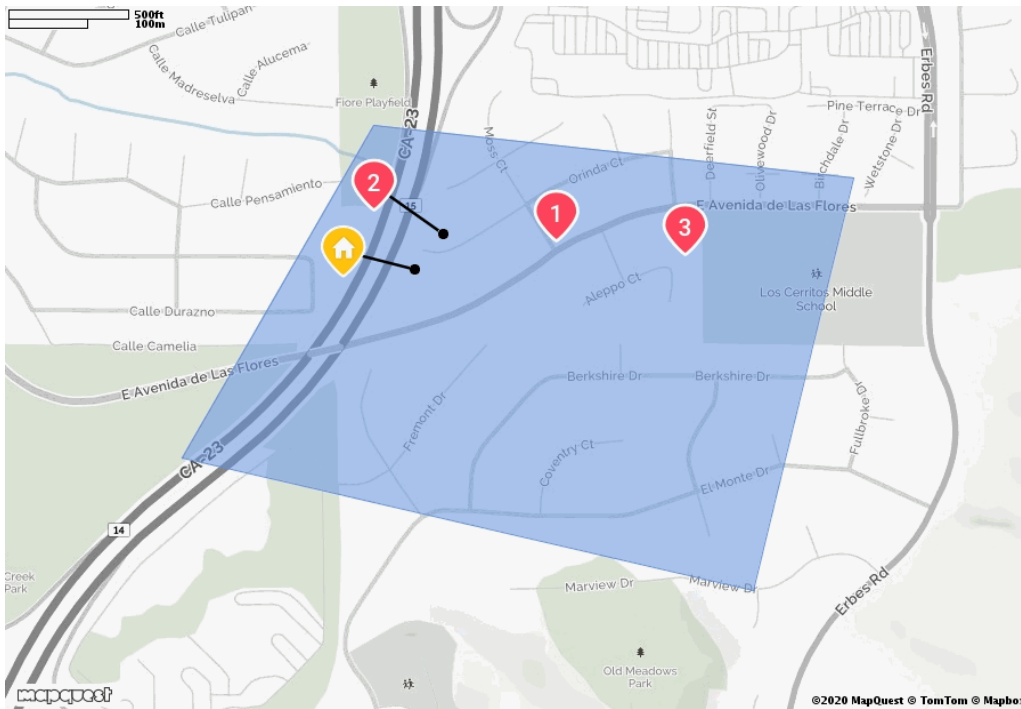 500ft
100m
Calle Tulipan
Calle Alucema
Calle Madreselva
Fiore Playfield
CA-23
Erbes Rd
Pine Terrace Dr
Moss Ct
Orinda Ct
Deerfield St
Olivewood Dr
Birchdale Dr
Wetstone Dr
Calle Pensamiento
2
15
1
3
E Avenida de Las Flores
Aleppo Ct
Los Cerritos Middle
School
Calle Durazno
Calle Camelia
E Avenida de Las Flores
Berkshire Dr
Berkshire Dr
Fremont Dr
Fullbroke Dr
Coventry Ct
CA-23
El Monte Dr
14
Creek
Park
Marview Dr
Marview Dr
Erbes Rd
Old Meadows
Park
mapquest
©2020 MapQuest © TomTom © Mapbo